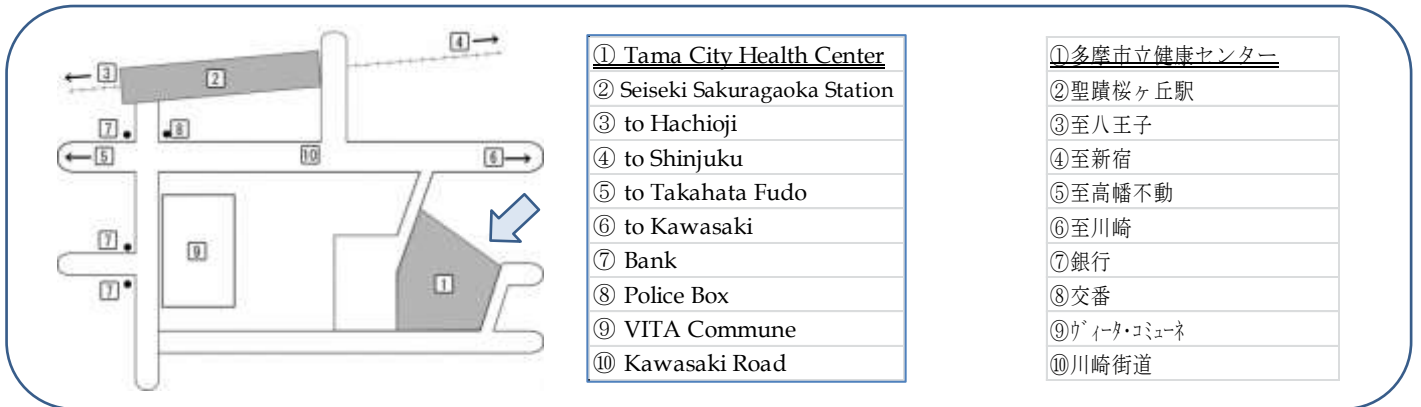 4 →
← 3
2
7
8
← 5
10
6 →
7
9
7
1
① Tama City Health Center
② Seiseki Sakuragaoka Station
③ to Hachioji
④ to Shinjuku
⑤ to Takahata Fudo
⑥ to Kawasaki
⑦ Bank
⑧ Police Box
⑨ VITA Commune
⑩ Kawasaki Road
①多摩市立健康センター
②聖蹟桜ヶ丘駅
③至八王子
④至新宿
⑤至高幡不動
⑥至川崎
⑦銀行
⑧交番
⑨ヴィータ・コミューネ
⑩川崎街道